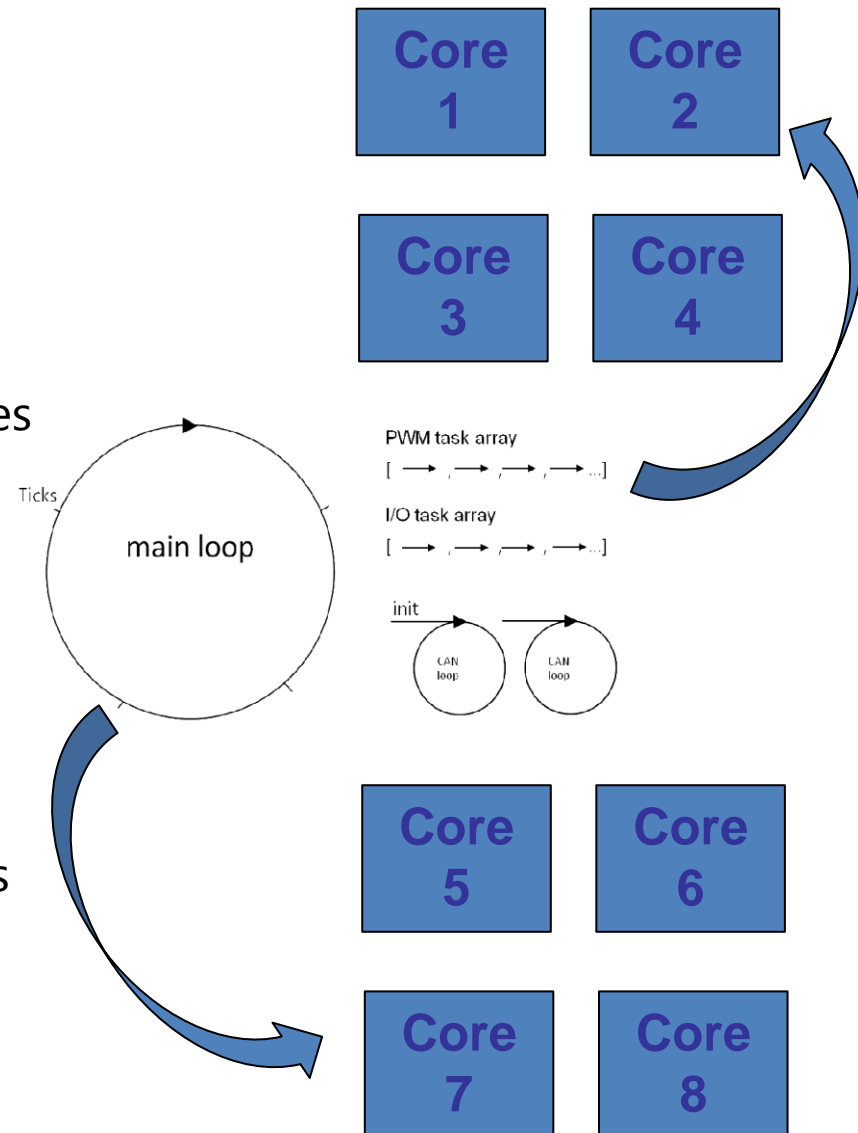 Core
1
Core
2
Core
3
Core
4
es
Ticks
main loop
PWM task array
[ → , → , → , → ...]
I/O task array
[ → , → , → , → ...]
init
CAN
loop
CAN
loop
s
Core
5
Core
6
Core
7
Core
8